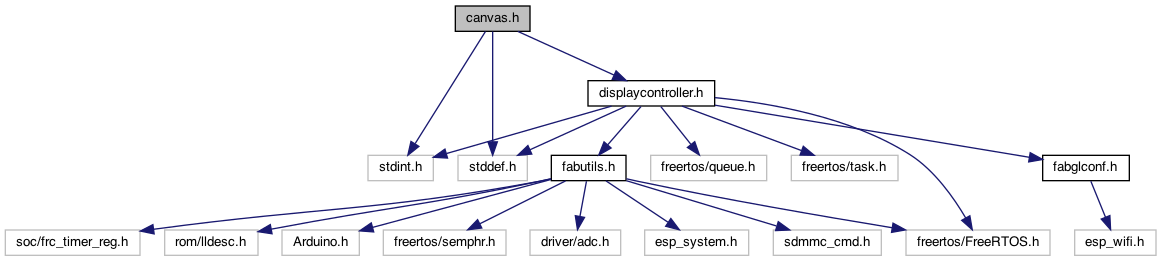 canvas.h
displaycontroller.h
stdint.h
stddef.h
fabutils.h
freertos/queue.h
freertos/task.h
fabglconf.h
soc/frc_timer_reg.h
rom/lldesc.h
Arduino.h
freertos/semphr.h
driver/adc.h
esp_system.h
sdmmc_cmd.h
freertos/FreeRTOS.h
esp_wifi.h